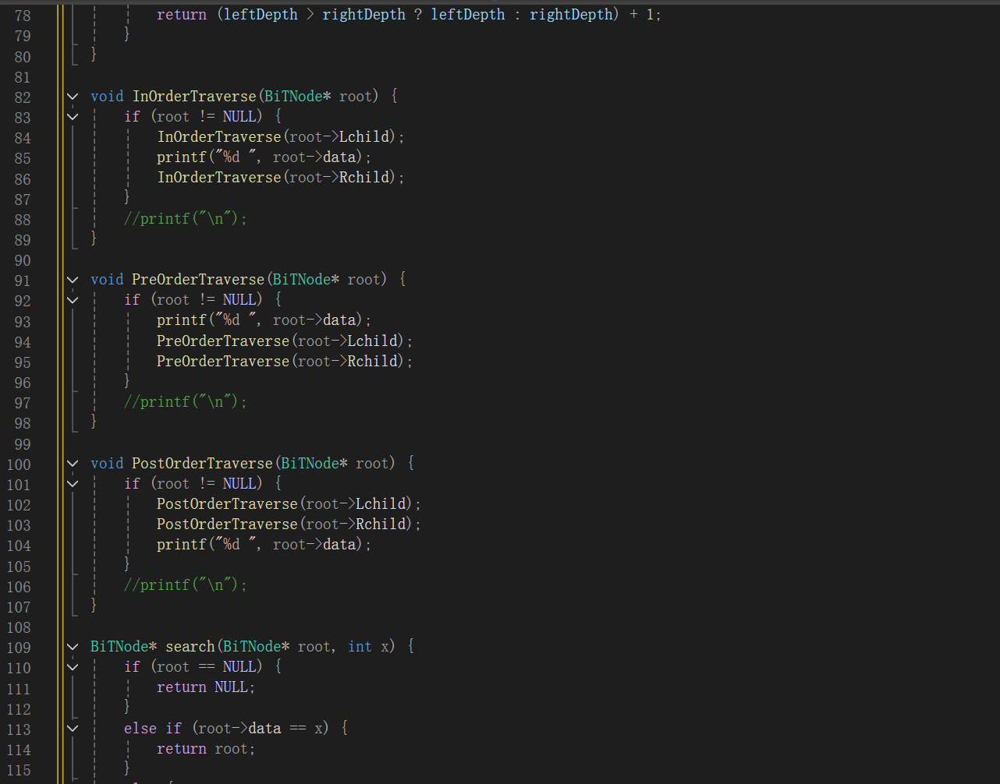 78 return (leftDepth > rightDepth ? leftDepth : rightDepth) + 1;
79 }
80 }
81
82 void InOrderTraverse(BiTNode* root) {
83 if (root != NULL) {
84 InOrderTraverse(root->Lchild);
85 printf("%d ", root->data);
86 InOrderTraverse(root->Rchild);
87 }
88 //printf("\n");
89 }
90
91 void PreOrderTraverse(BiTNode* root) {
92 if (root != NULL) {
93 printf("%d ", root->data);
94 PreOrderTraverse(root->Lchild);
95 PreOrderTraverse(root->Rchild);
96 }
97 //printf("\n");
98 }
99
100 void PostOrderTraverse(BiTNode* root) {
101 if (root != NULL) {
102 PostOrderTraverse(root->Lchild);
103 PostOrderTraverse(root->Rchild);
104 printf("%d ", root->data);
105 }
106 //printf("\n");
107 }
108
109 BiTNode* search(BiTNode* root, int x) {
110 if (root == NULL) {
111 return NULL;
112 }
113 else if (root->data == x) {
114 return root;
115 }